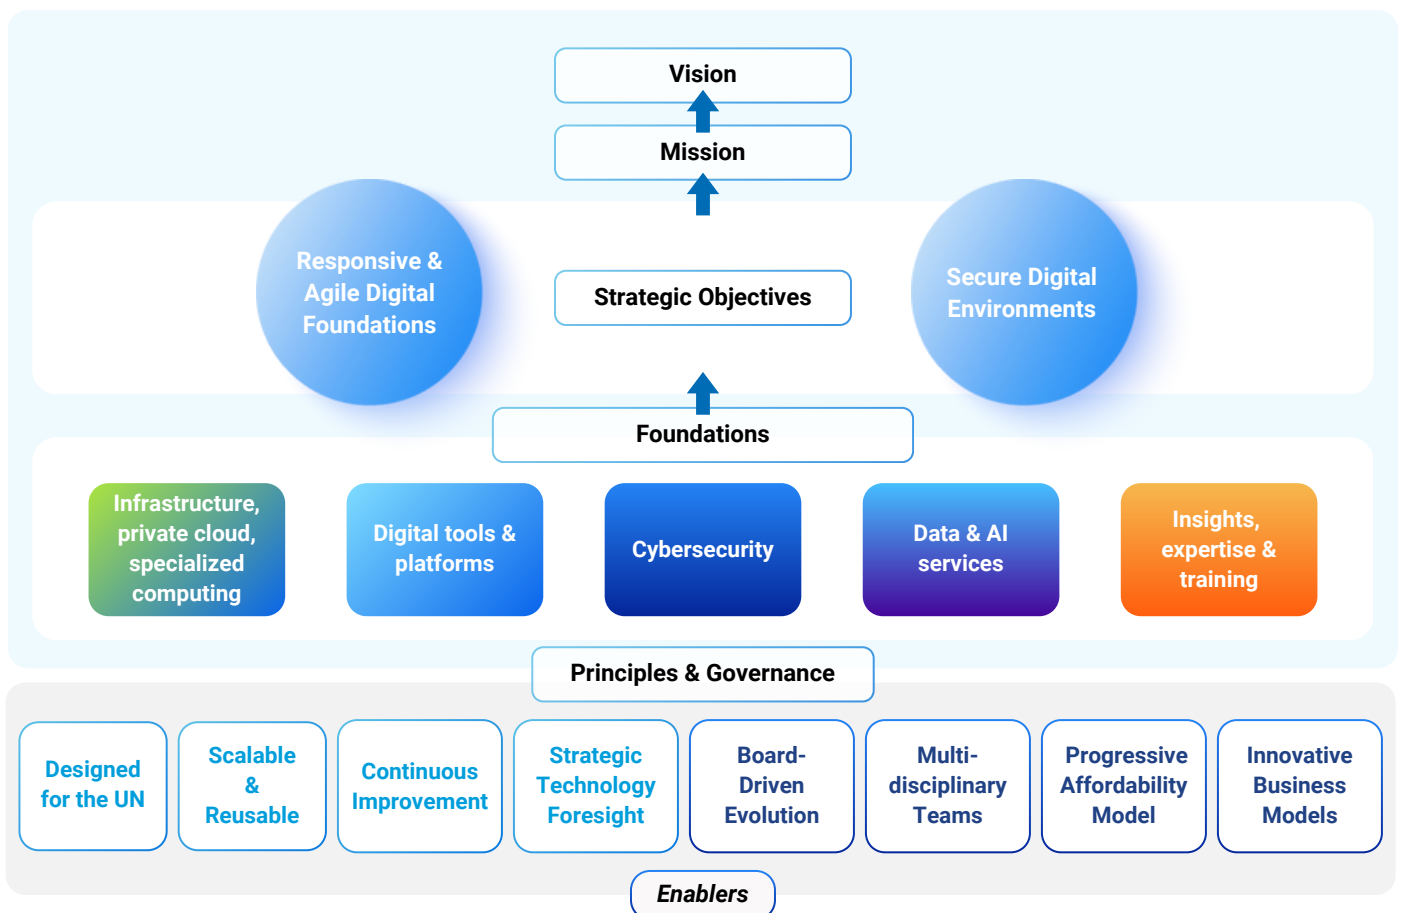 Vision
Mission
Responsive &
Agile Digital
Foundations
Strategic Objectives
Secure Digital
Environments
Foundations
Infrastructure,
private cloud,
specialized
computing
Digital tools &
platforms
Cybersecurity
Data & AI
services
Insights,
expertise &
training
Principles & Governance
Designed
for the UN
Scalable
&
Reusable
Continuous
Improvement
Strategic
Technology
Foresight
Board-
Driven
Evolution
Multi-
disciplinary
Teams
Progressive
Affordability
Model
Innovative
Business
Models
Enablers